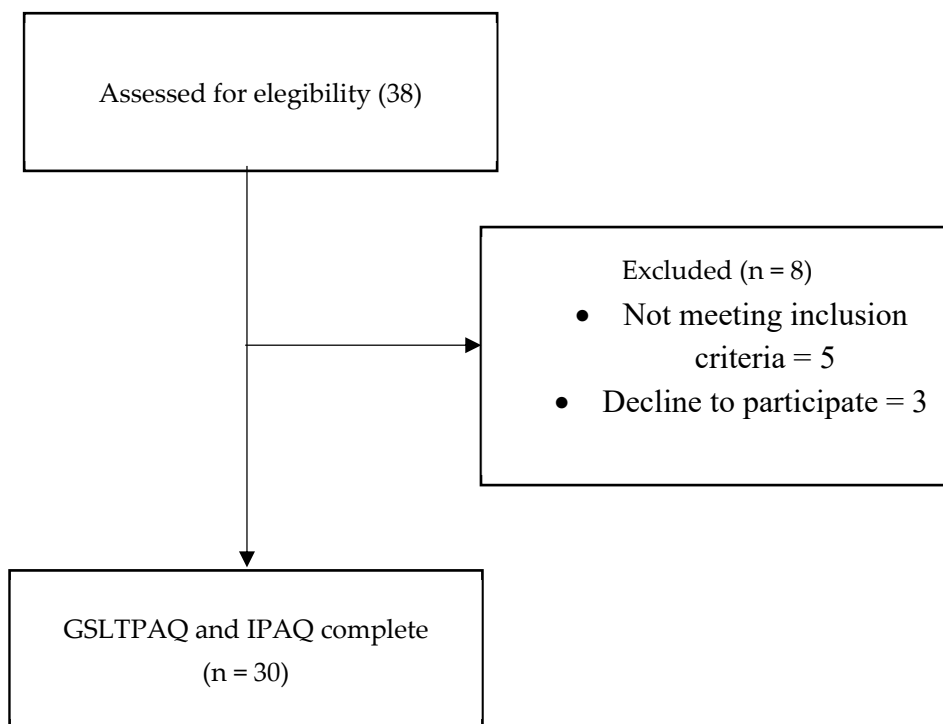 Assessed for elegibility (38)
Excluded (n = 8)
• Not meeting inclusion
criteria = 5
• Decline to participate = 3
GSLTPAQ and IPAQ complete
(n = 30)